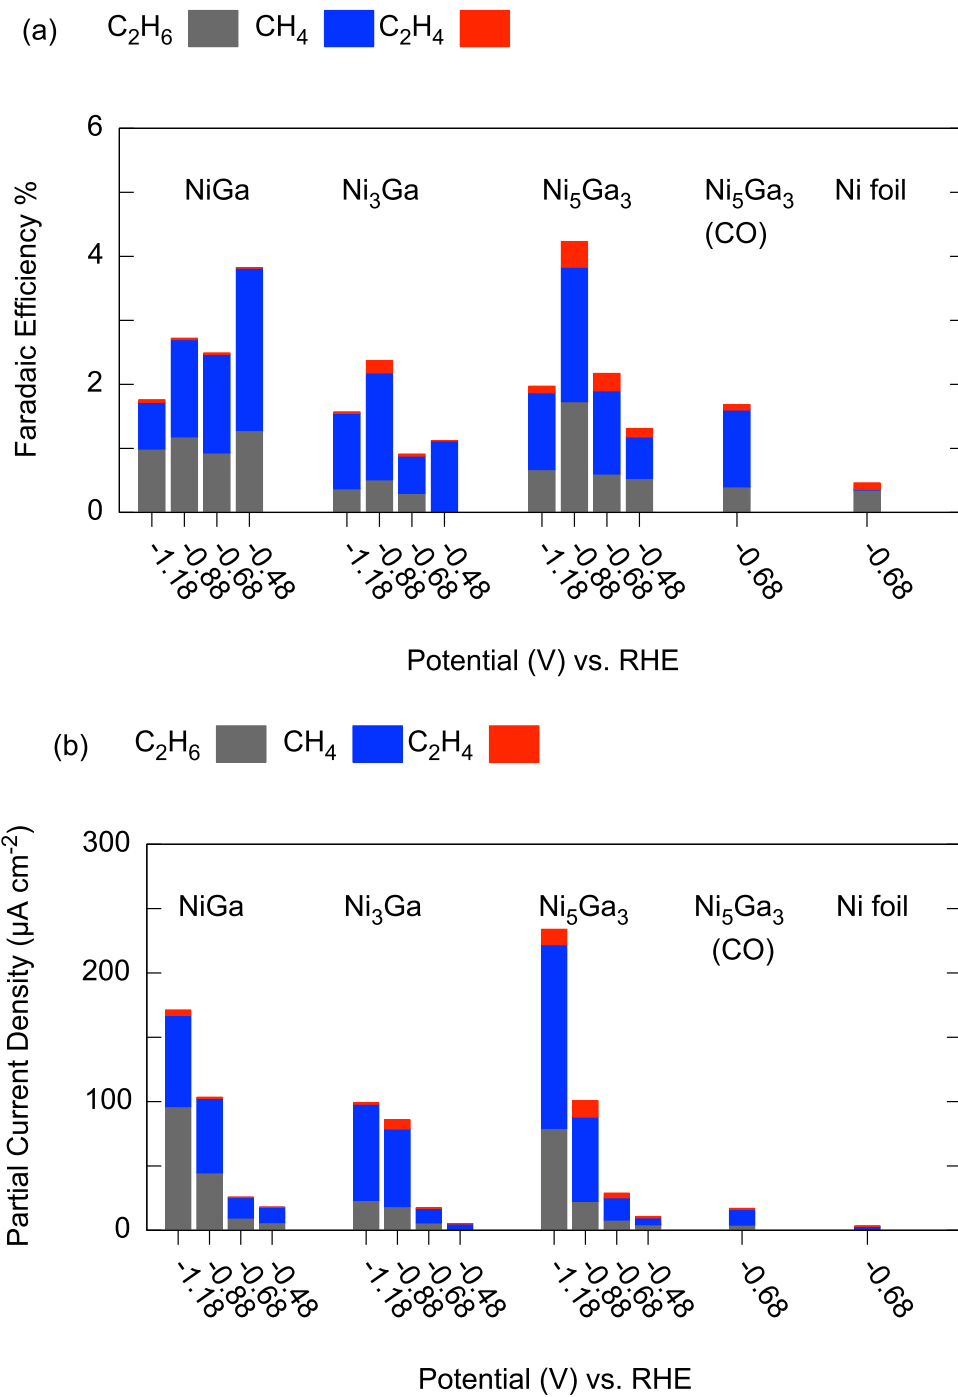 (a) C2H6 CH4 C2H4
6
4
2
0
Faradaic Efficiency %
NiGa Ni3Ga Ni5Ga3 Ni5Ga3 Ni foil
(CO)
-1.18 -0.88 -0.68 -0.48 -1.18 -0.88 -0.68 -0.48 -1.18 -0.88 -0.68 -0.48 -0.68 -0.68
Potential (V) vs. RHE
(b) C2H6 CH4 C2H4
300
200
100
0
Partial Current Density (μA cm-2)
NiGa Ni3Ga Ni5Ga3 Ni5Ga3 Ni foil
(CO)
-1.18 -0.88 -0.68 -0.48 -1.18 -0.88 -0.68 -0.48 -1.18 -0.88 -0.68 -0.48 -0.68 -0.68
Potential (V) vs. RHE